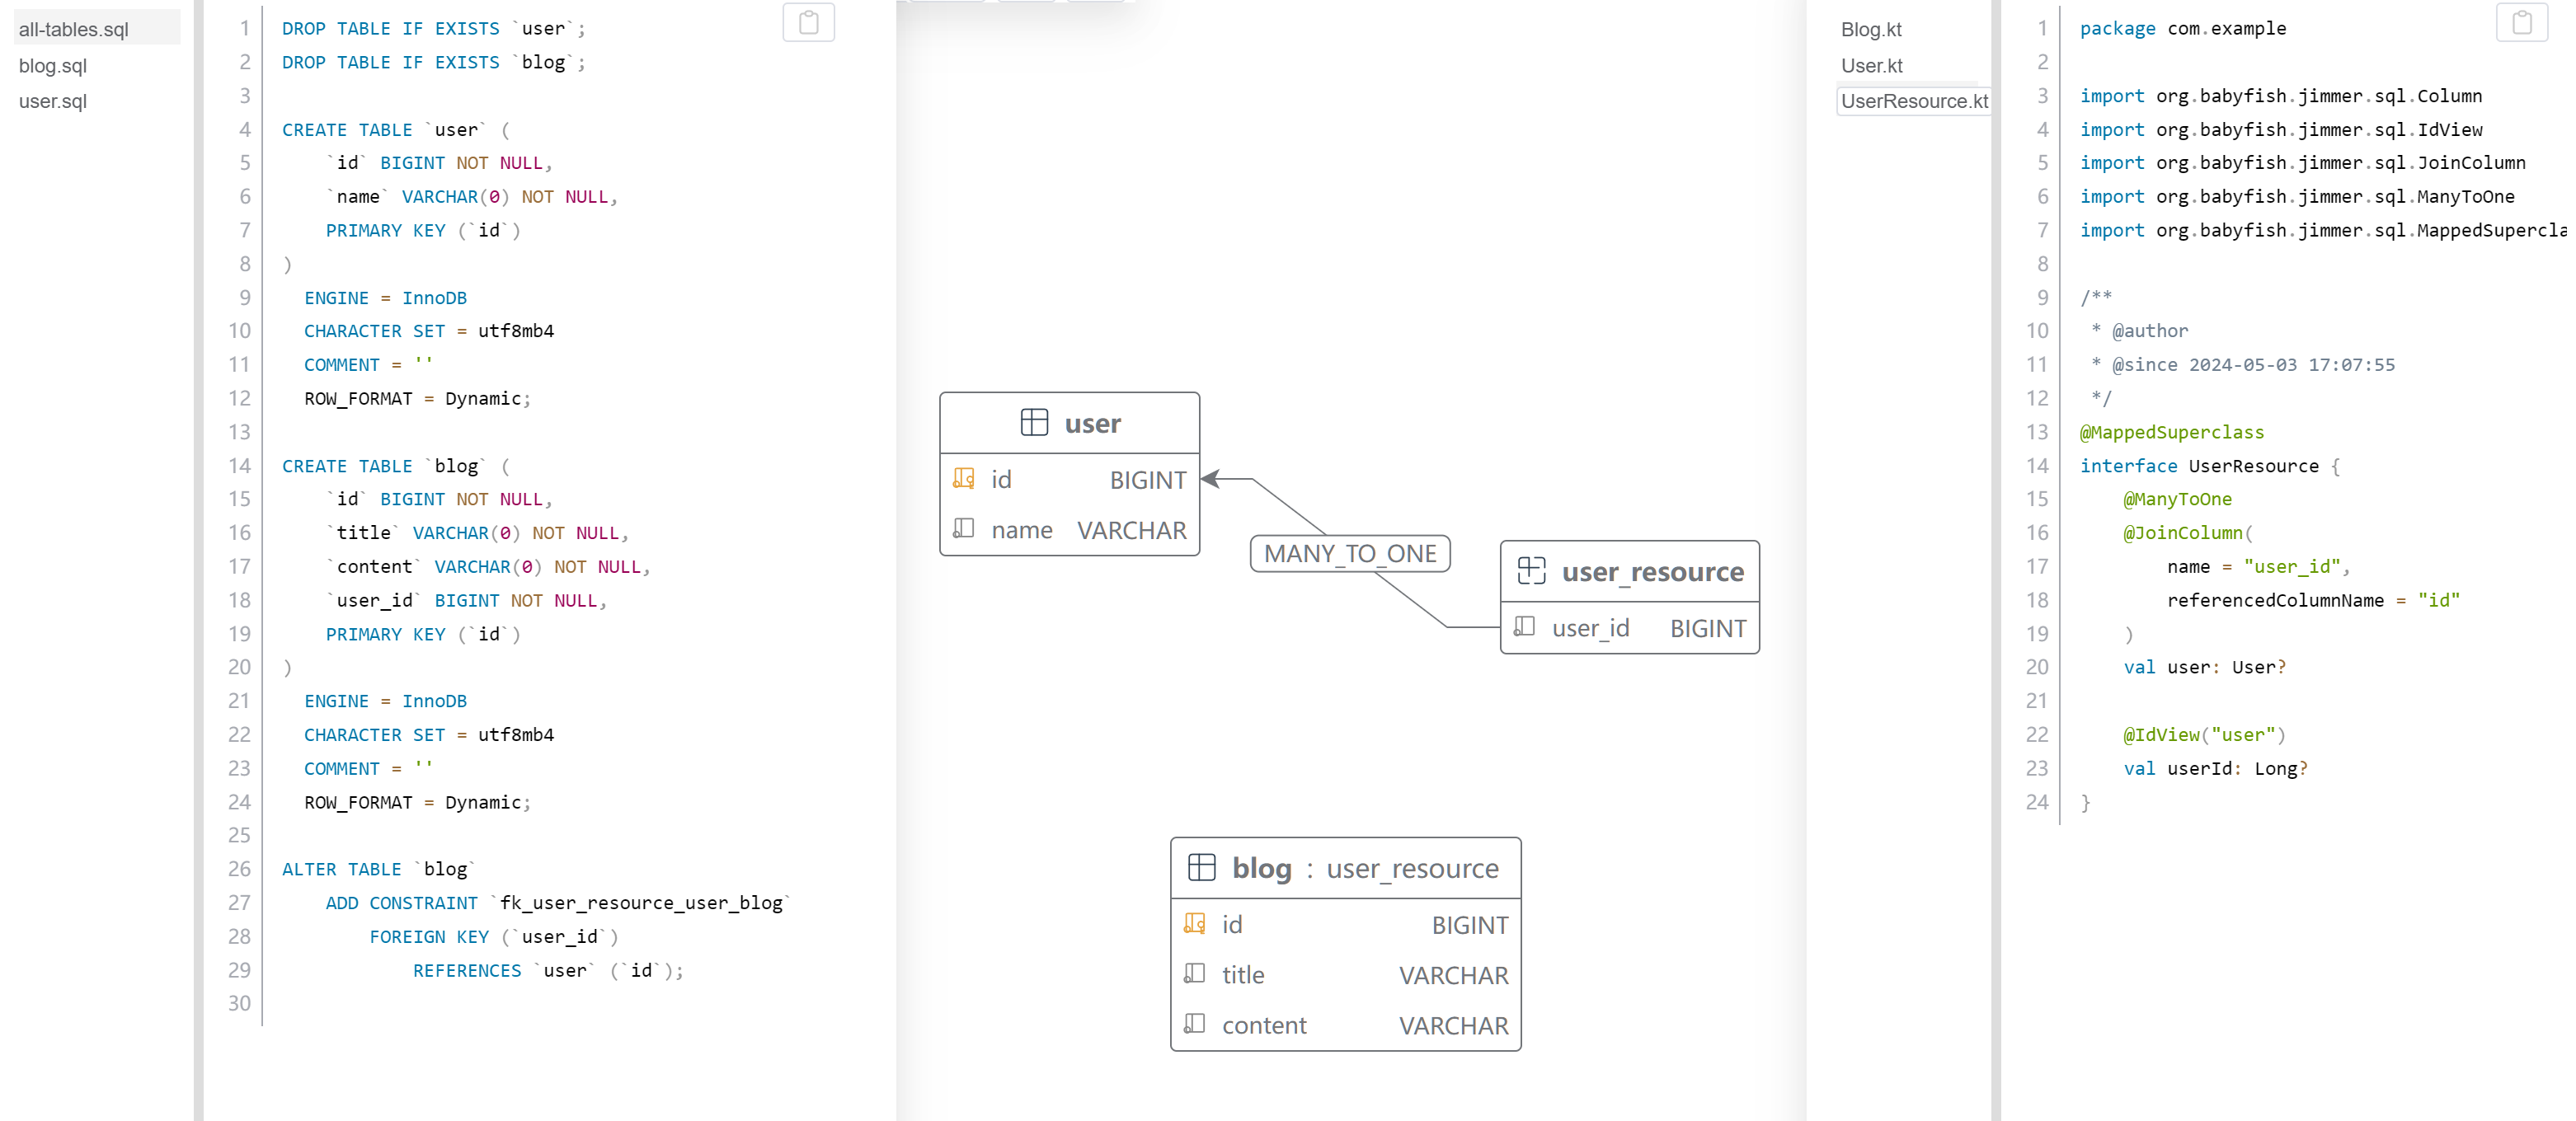 all-tables.sql
blog.sql
user.sql
1 DROP TABLE IF EXISTS `user`;
2 DROP TABLE IF EXISTS `blog`;
3
4 CREATE TABLE `user` (
5     `id` BIGINT NOT NULL,
6     `name` VARCHAR(0) NOT NULL,
7     PRIMARY KEY (`id`)
8 )
9   ENGINE = InnoDB
10   CHARACTER SET = utf8mb4
11   COMMENT = ''
12   ROW_FORMAT = Dynamic;
13
14 CREATE TABLE `blog` (
15     `id` BIGINT NOT NULL,
16     `title` VARCHAR(0) NOT NULL,
17     `content` VARCHAR(0) NOT NULL,
18     `user_id` BIGINT NOT NULL,
19     PRIMARY KEY (`id`)
20 )
21   ENGINE = InnoDB
22   CHARACTER SET = utf8mb4
23   COMMENT = ''
24   ROW_FORMAT = Dynamic;
25
26 ALTER TABLE `blog`
27     ADD CONSTRAINT `fk_user_resource_user_blog`
28         FOREIGN KEY (`user_id`)
29             REFERENCES `user` (`id`);
30
user
id BIGINT
name VARCHAR
MANY_TO_ONE
user_resource
user_id BIGINT
blog : user_resource
id BIGINT
title VARCHAR
content VARCHAR
Blog.kt
User.kt
UserResource.kt
1 package com.example
2
3 import org.babyfish.jimmer.sql.Column
4 import org.babyfish.jimmer.sql.IdView
5 import org.babyfish.jimmer.sql.JoinColumn
6 import org.babyfish.jimmer.sql.ManyToOne
7 import org.babyfish.jimmer.sql.MappedSupercla
8
9 /**
10  * @author
11  * @since 2024-05-03 17:07:55
12  */
13 @MappedSuperclass
14 interface UserResource {
15     @ManyToOne
16     @JoinColumn(
17         name = "user_id",
18         referencedColumnName = "id"
19     )
20     val user: User?
21
22     @IdView("user")
23     val userId: Long?
24 }